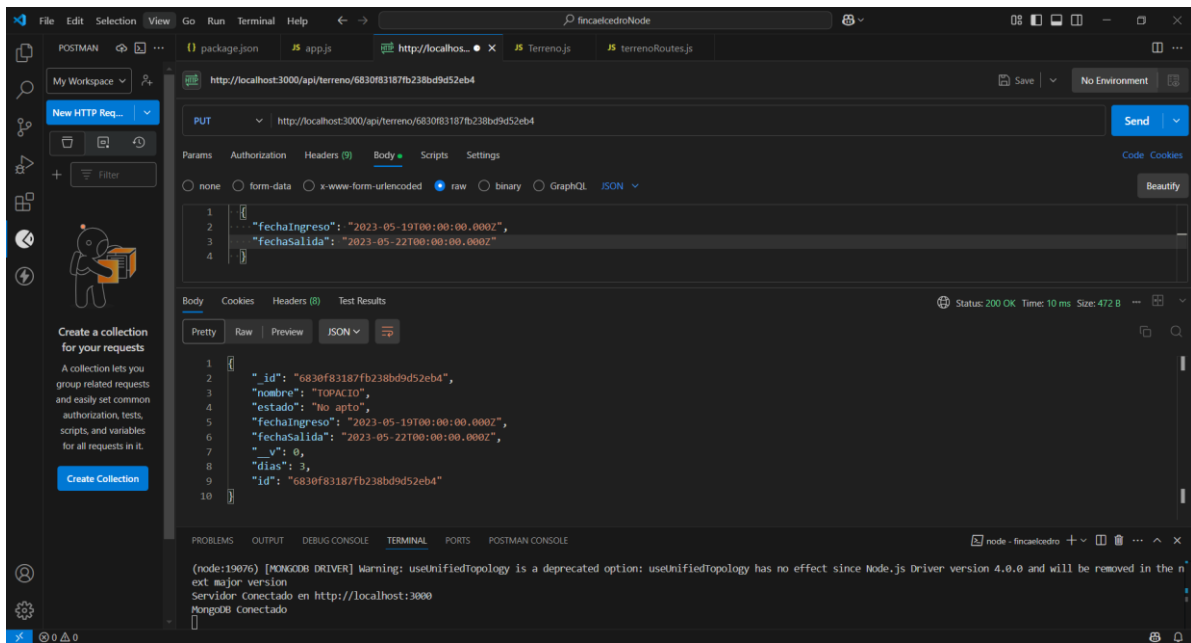 File Edit Selection View Go Run Terminal Help fincaelcedroNode
POSTMAN
{} package.json JS app.js http://localhos... JS Terreno.js JS terrenoRoutes.js
My Workspace
http://localhost:3000/api/terreno/6830f83187fb238bd9d52eb4 Save No Environment
New HTTP Req...
PUT http://localhost:3000/api/terreno/6830f83187fb238bd9d52eb4 Send
Params Authorization Headers (9) Body Scripts Settings Code Cookies
Filter
none form-data x-www-form-urlencoded raw binary GraphQL JSON Beautify
1 {
2 "fechaIngreso": "2023-05-19T00:00:00.000Z",
3 "fechaSalida": "2023-05-22T00:00:00.000Z"
4 }
Body Cookies Headers (8) Test Results Status: 200 OK Time: 10 ms Size: 472 B
Pretty Raw Preview JSON
Create a collection
for your requests
A collection lets you
group related requests
and easily set common
authorization, tests,
scripts, and variables
for all requests in it.
Create Collection
1 {
2 "_id": "6830f83187fb238bd9d52eb4",
3 "nombre": "TOPACIO",
4 "estado": "No apto",
5 "fechaIngreso": "2023-05-19T00:00:00.000Z",
6 "fechaSalida": "2023-05-22T00:00:00.000Z",
7 "__v": 0,
8 "dias": 3,
9 "id": "6830f83187fb238bd9d52eb4"
10 }
PROBLEMS OUTPUT DEBUG CONSOLE TERMINAL PORTS POSTMAN CONSOLE node - fincaelcedro
(node:19076) [MONGODB DRIVER] Warning: useUnifiedTopology is a deprecated option: useUnifiedTopology has no effect since Node.js Driver version 4.0.0 and will be removed in the n
ext major version
Servidor Conectado en http://localhost:3000
MongoDB Conectado
0 0